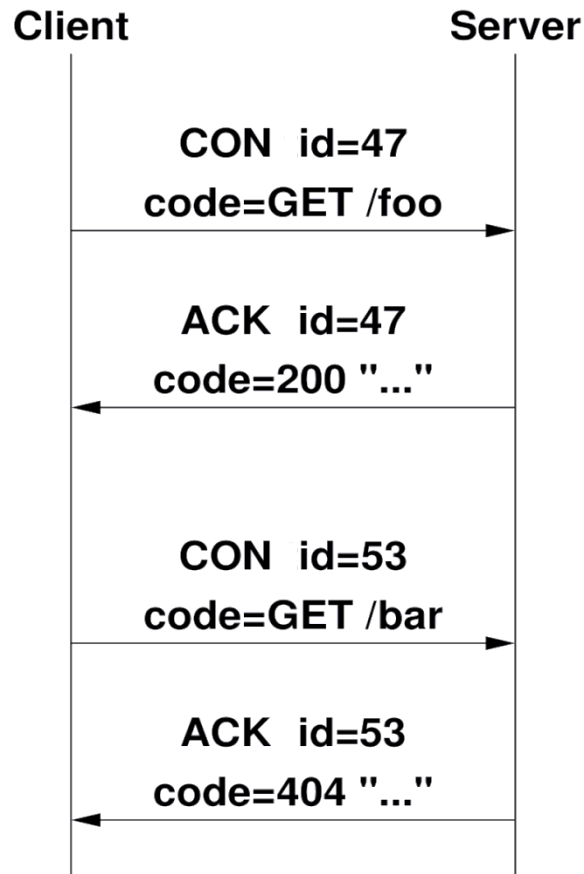 Client Server
CON id=47
code=GET /foo
ACK id=47
code=200 "..."
CON id=53
code=GET /bar
ACK id=53
code=404 "..."